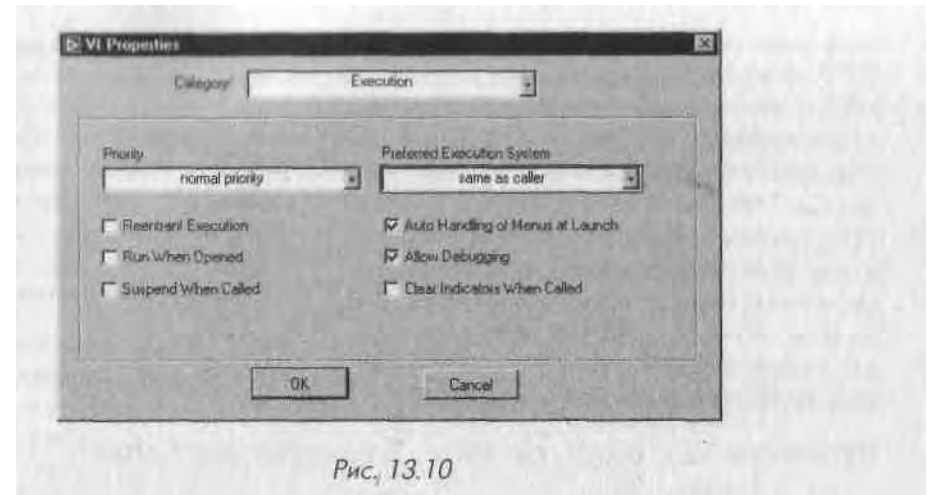 VI Properties
Category
Execution
Priority
Preferred Execution System
normal priority
same as caller
Reentrant Execution
Auto Handling of Menus at Launch
Run When Opened
Allow Debugging
Suspend When Called
Clear Indicators When Called
OK
Cancel
Рис. 13.10